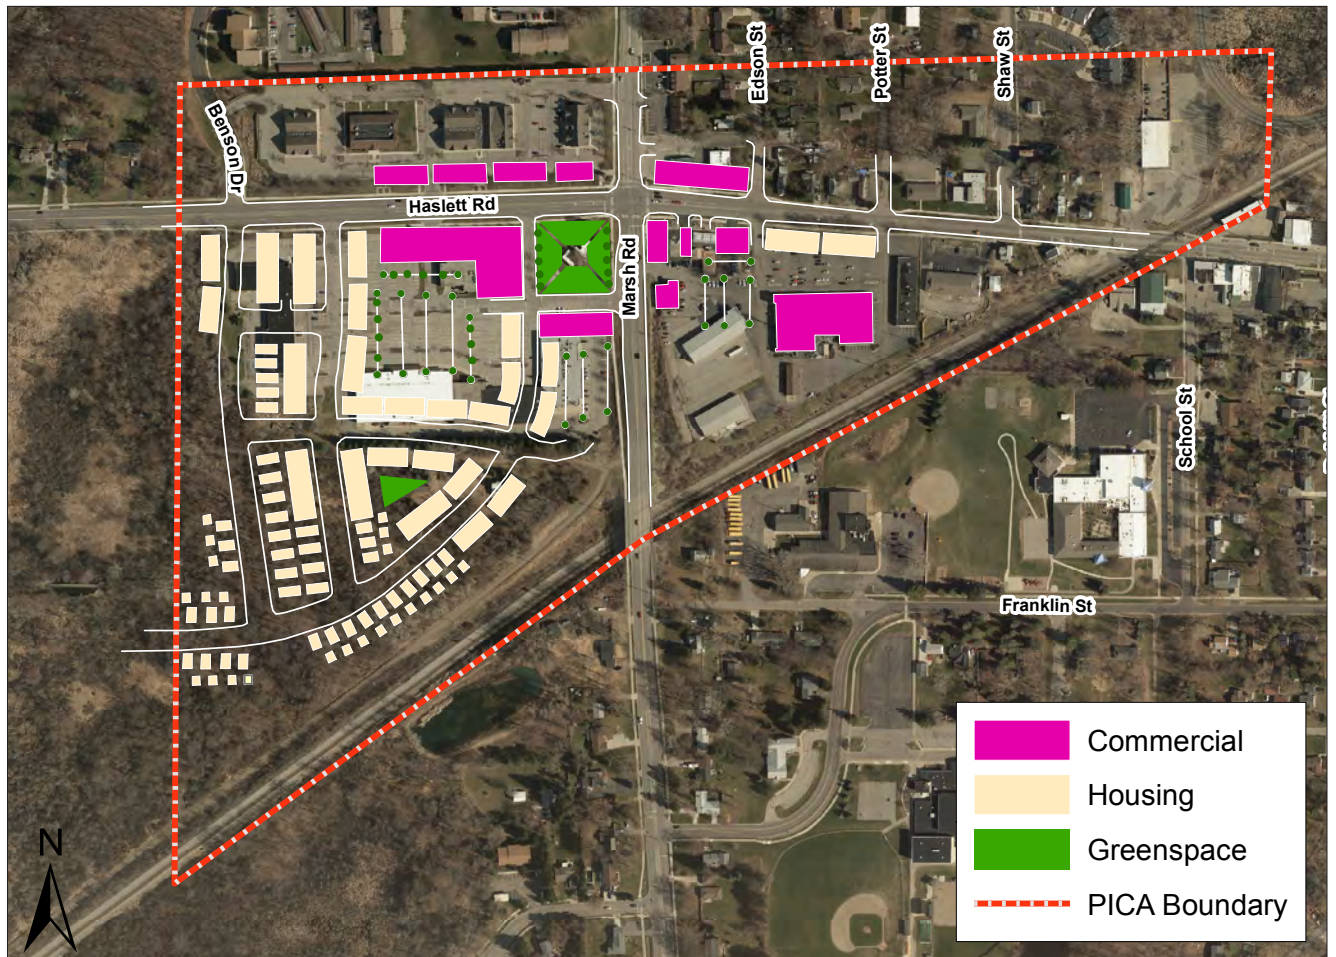 Edson St
Potter St
Shaw St
Benson Dr
Haslett Rd
Marsh Rd
School St
Franklin St
Commercial
Housing
Greenspace
PICA Boundary
N